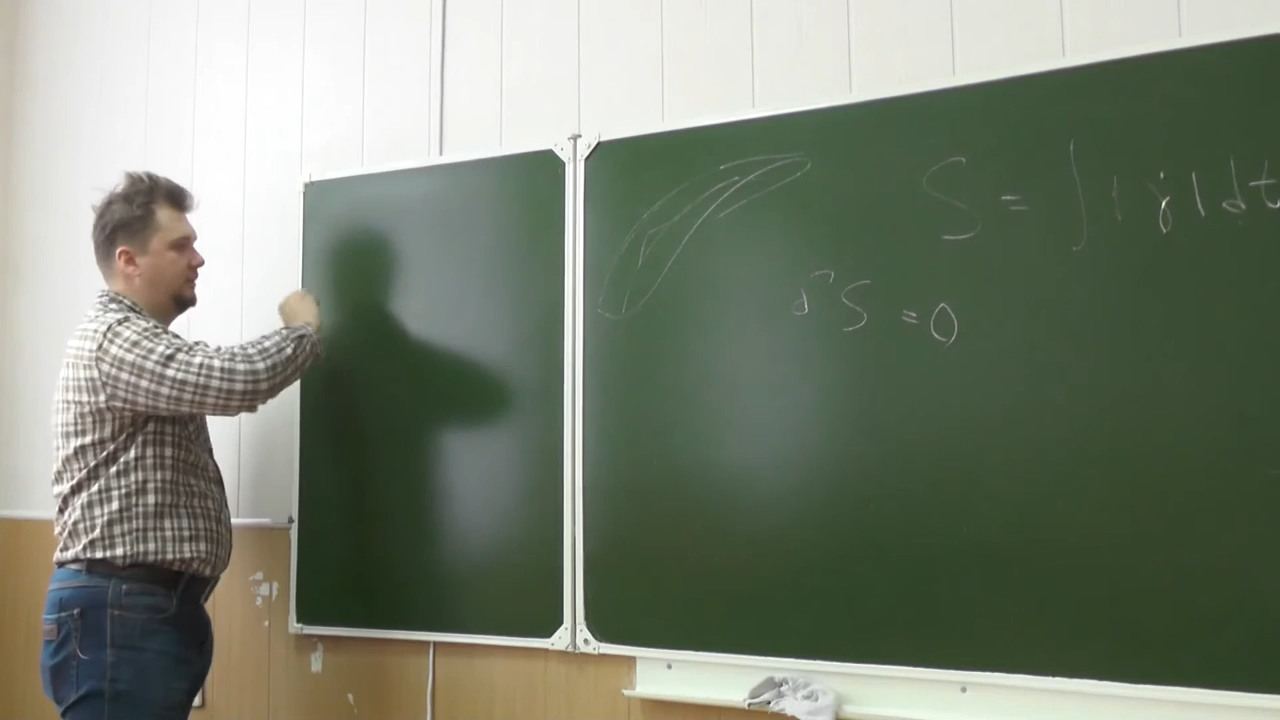 S = ∫ | γ̇ | dt
δS = 0